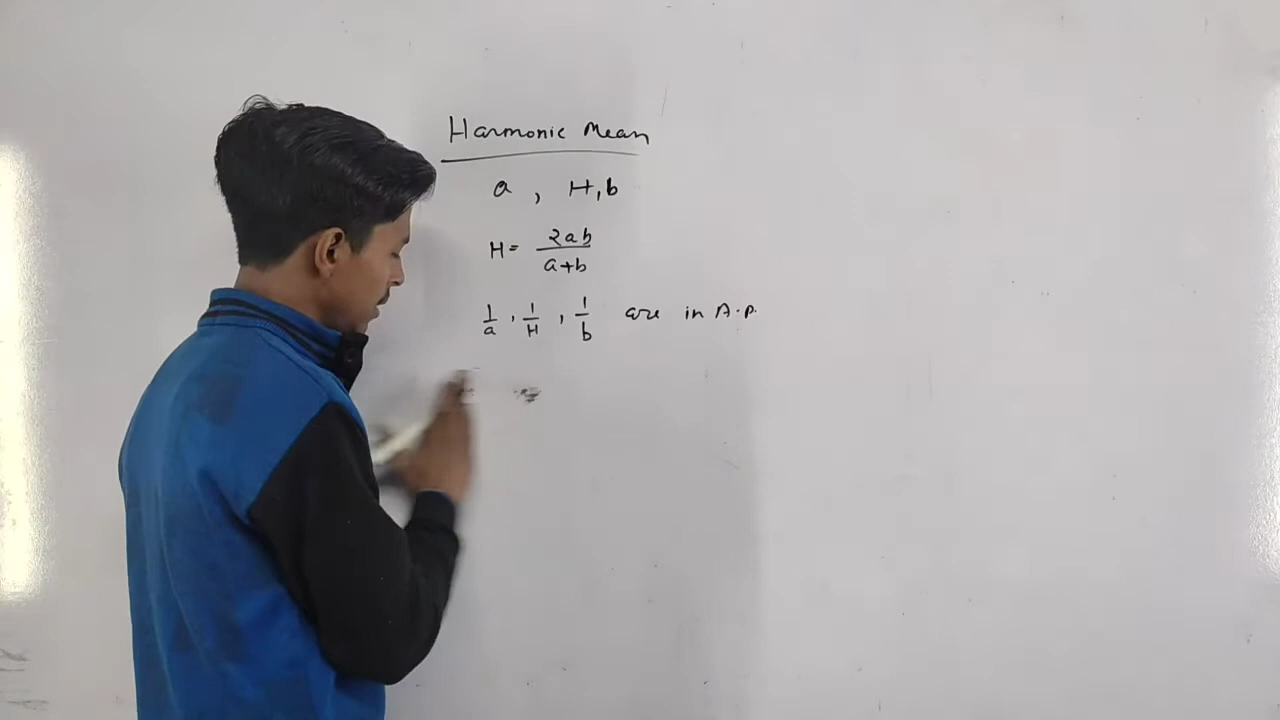 Harmonic Mean
a , H, b
H = 2ab/a+b
1/a , 1/H , 1/b are in A.P.